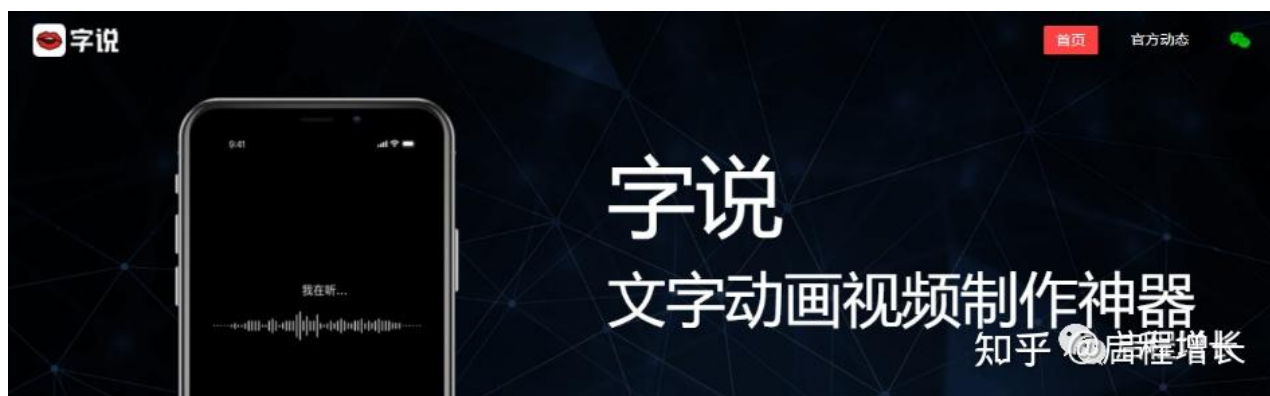 字说
首页 官方动态
9:41
字说
我在听...
文字动画视频制作神器
知乎 @启程增长